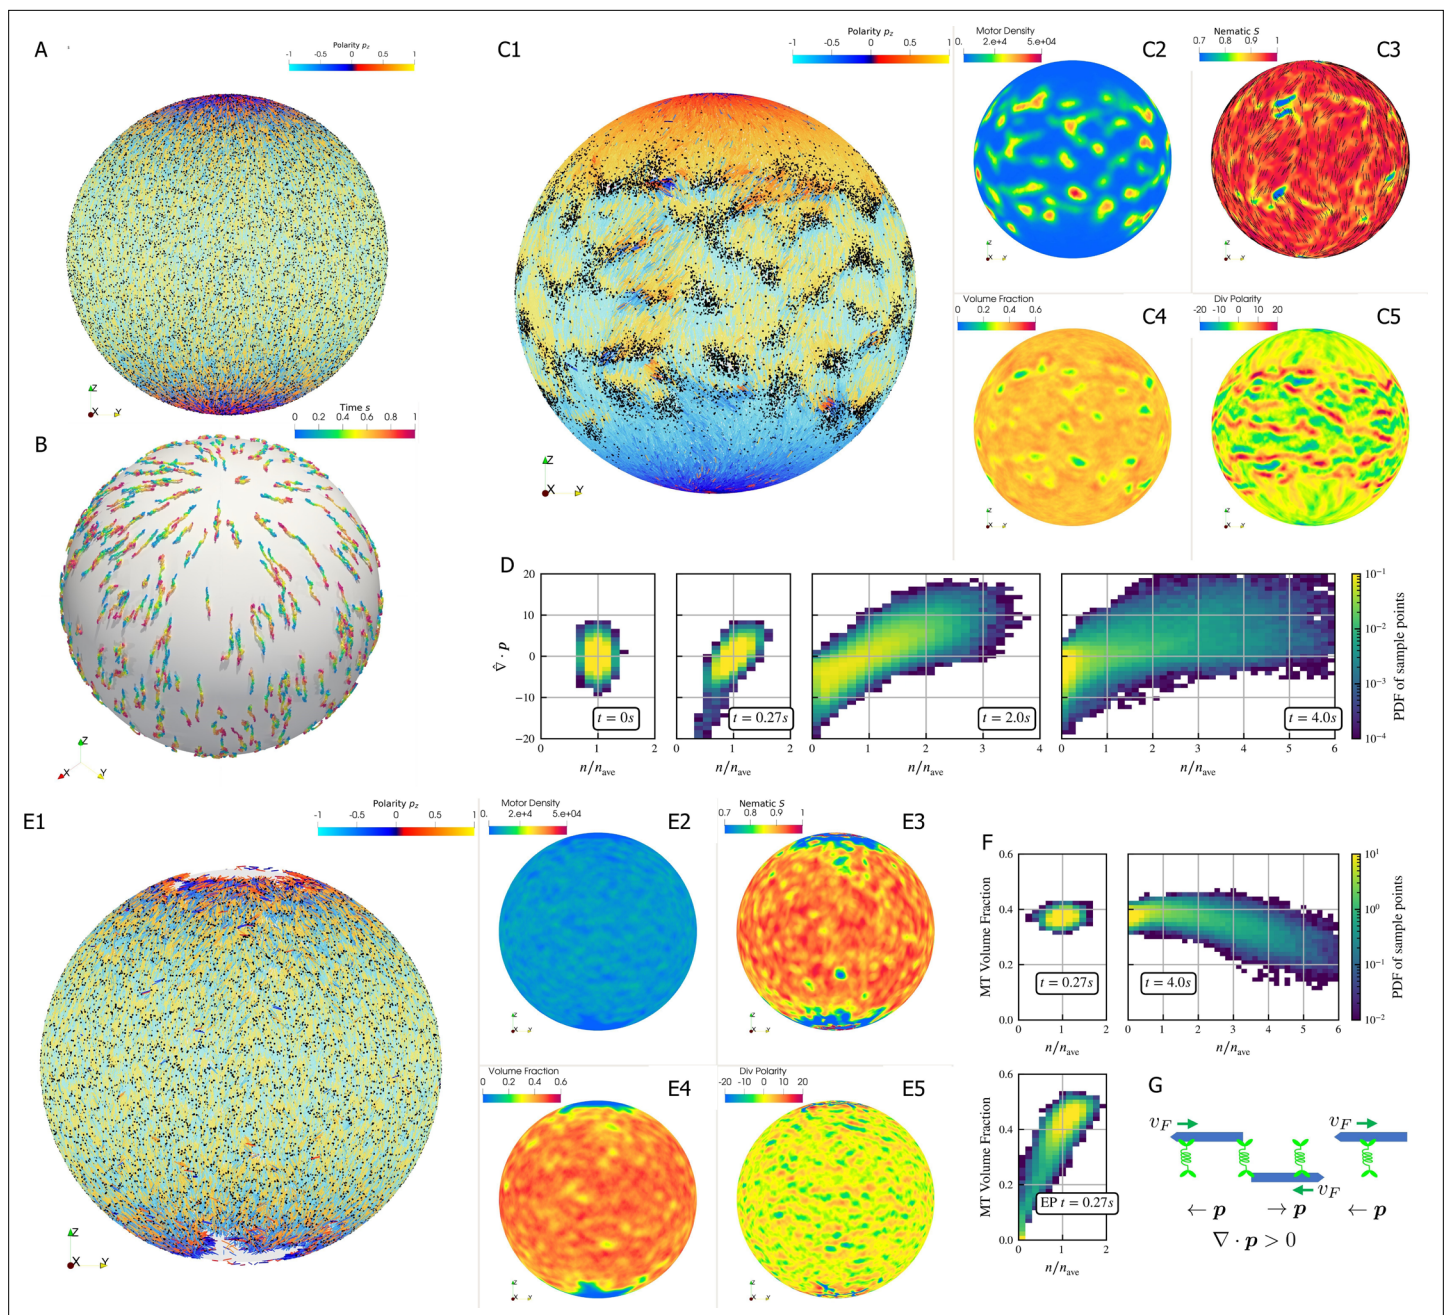 A
Polarity p_z
-1 -0.5 0 0.5 1
Z
X Y
B
Time s
0 0.2 0.4 0.6 0.8 1
Z
X Y
C1
Polarity p_z
-1 -0.5 0 0.5 1
Z
X Y
Motor Density
0. 2.e+4 5.e+04
C2
Z
X Y
Nematic S
0.7 0.8 0.9 1
C3
Z
X Y
Volume Fraction
0 0.2 0.4 0.6
C4
Z
X Y
Div Polarity
-20 -10 0 10 20
C5
Z
X Y
D
20
10
0
−10
−20
∇̂ · p
t = 0s
0 1 2
n/n_ave
t = 0.27s
0 1 2
n/n_ave
t = 2.0s
0 1 2 3 4
n/n_ave
t = 4.0s
0 1 2 3 4 5 6
n/n_ave
10^−1
10^−2
10^−3
10^−4
PDF of sample points
E1
Polarity p_z
-1 -0.5 0 0.5 1
Z
X Y
Motor Density
0. 2.e+4 5.e+04
E2
Z
X Y
Nematic S
0.7 0.8 0.9 1
E3
Z
X Y
Volume Fraction
0 0.2 0.4 0.6
E4
Z
X Y
Div Polarity
-20 -10 0 10 20
E5
Z
X Y
F
0.6
0.4
0.2
0.0
MT Volume Fraction
t = 0.27s
0 1 2
n/n_ave
t = 4.0s
0 1 2 3 4 5 6
n/n_ave
10^1
10^0
10^−1
10^−2
PDF of sample points
0.6
0.4
0.2
0.0
MT Volume Fraction
EP t = 0.27s
0 1 2
n/n_ave
G
v_F → v_F →
← v_F
← p → p ← p
∇ · p > 0